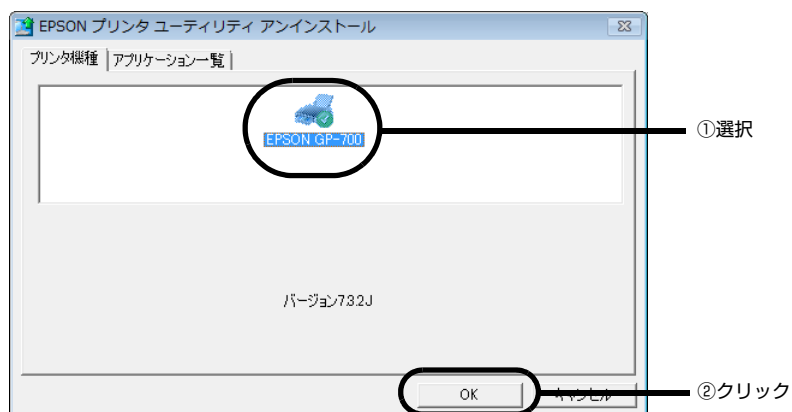 EPSON プリンタ ユーティリティ アンインストール
プリンタ機種
アプリケーション一覧
EPSON GP-700
①選択
バージョン7.3.2J
OK
キャンセル
②クリック